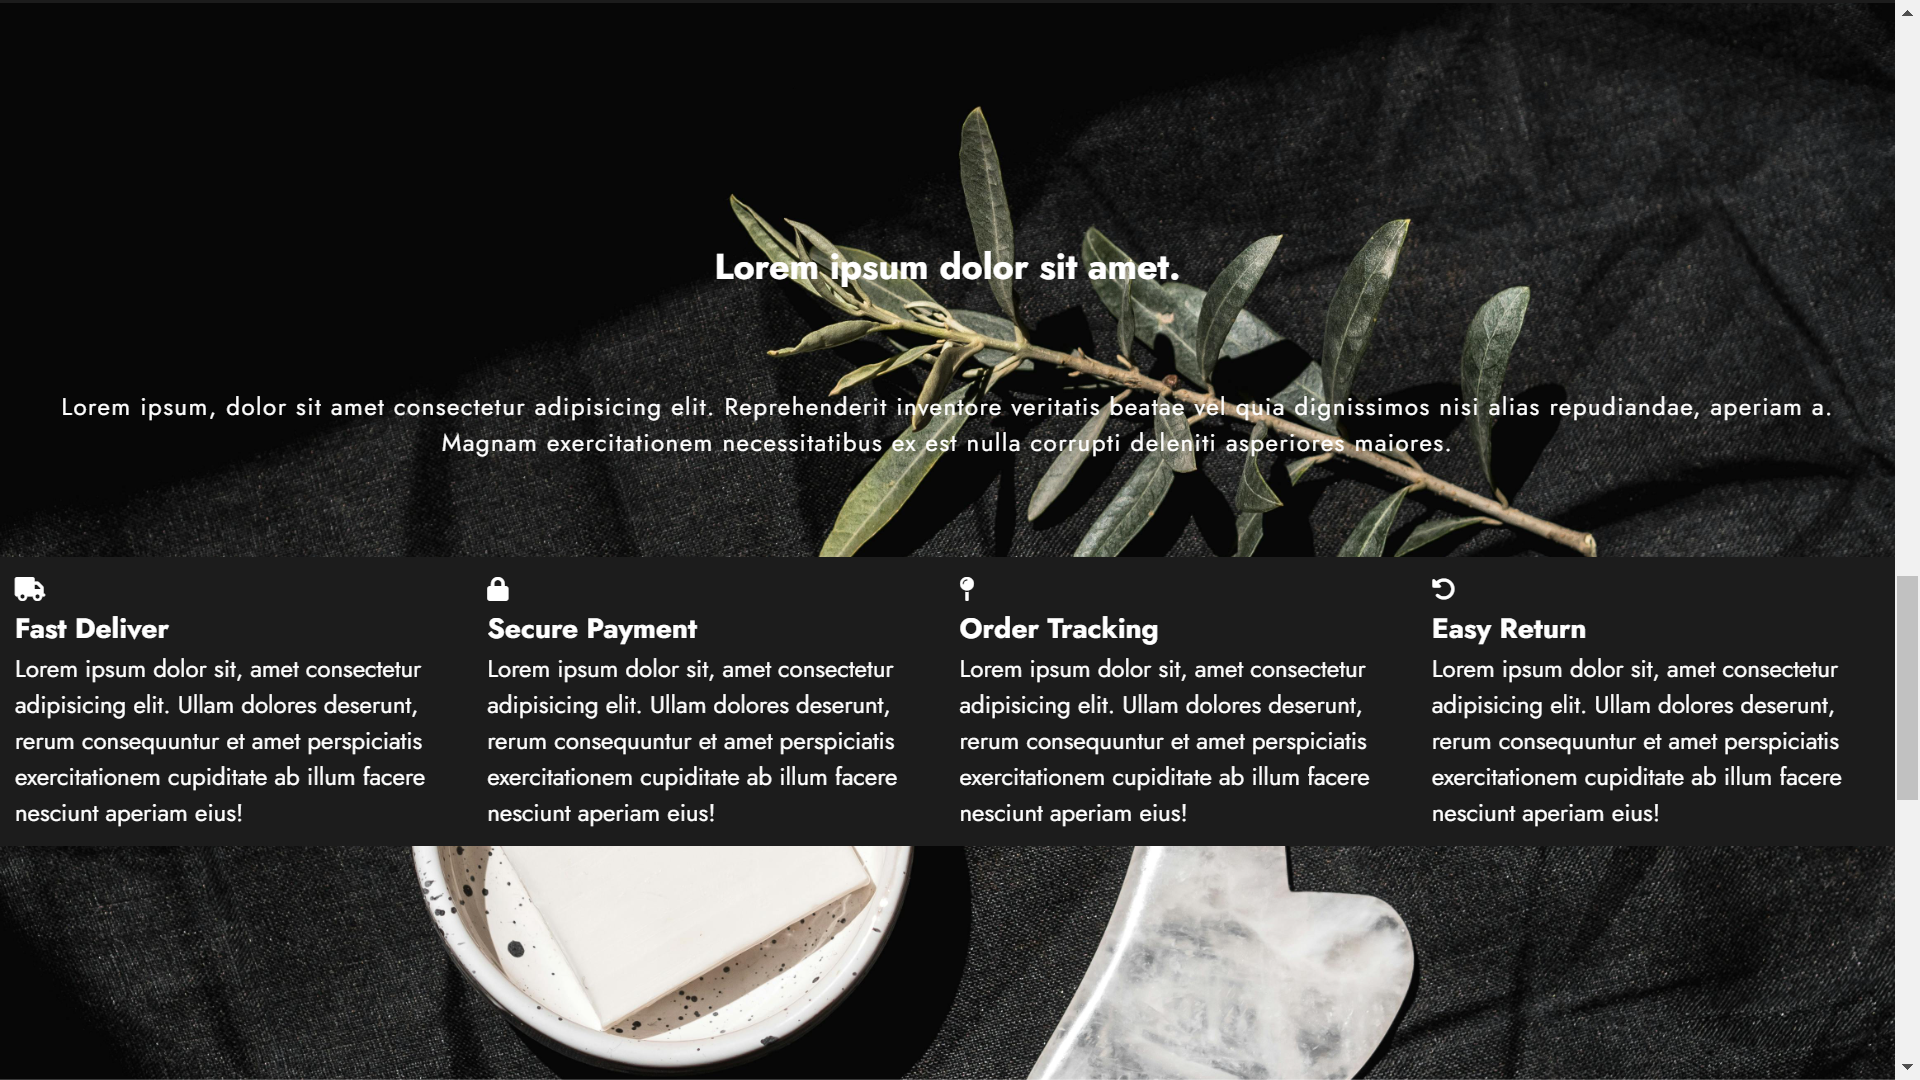 Lorem ipsum dolor sit amet.
Lorem ipsum, dolor sit amet consectetur adipisicing elit. Reprehenderit inventore veritatis beatae vel quia dignissimos nisi alias repudiandae, aperiam a.
Magnam exercitationem necessitatibus ex est nulla corrupti deleniti asperiores maiores.
Fast Deliver
Lorem ipsum dolor sit, amet consectetur
adipisicing elit. Ullam dolores deserunt,
rerum consequuntur et amet perspiciatis
exercitationem cupiditate ab illum facere
nesciunt aperiam eius!
Secure Payment
Lorem ipsum dolor sit, amet consectetur
adipisicing elit. Ullam dolores deserunt,
rerum consequuntur et amet perspiciatis
exercitationem cupiditate ab illum facere
nesciunt aperiam eius!
Order Tracking
Lorem ipsum dolor sit, amet consectetur
adipisicing elit. Ullam dolores deserunt,
rerum consequuntur et amet perspiciatis
exercitationem cupiditate ab illum facere
nesciunt aperiam eius!
Easy Return
Lorem ipsum dolor sit, amet consectetur
adipisicing elit. Ullam dolores deserunt,
rerum consequuntur et amet perspiciatis
exercitationem cupiditate ab illum facere
nesciunt aperiam eius!